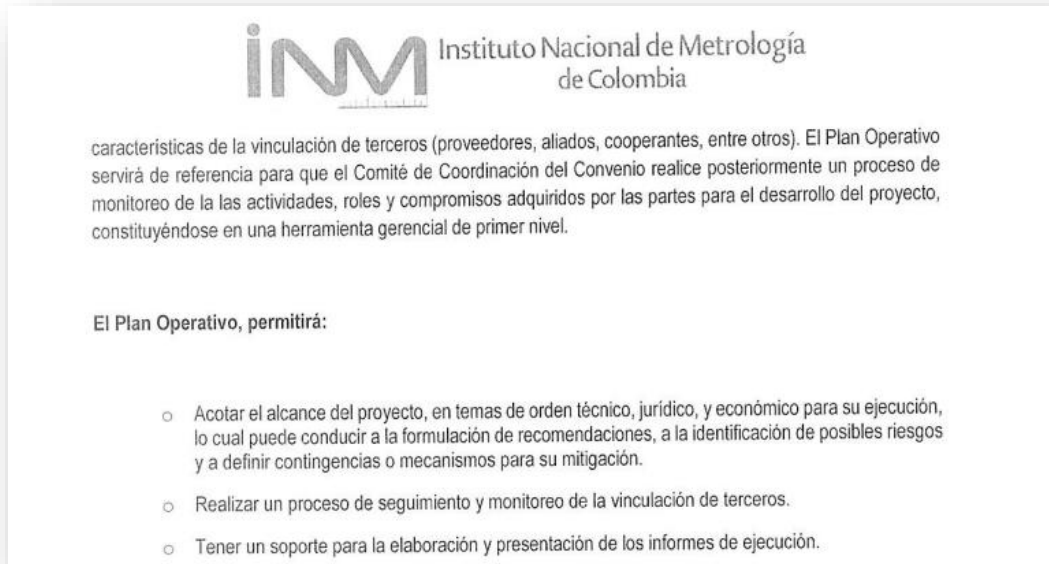 iNM Instituto Nacional de Metrología
de Colombia
características de la vinculación de terceros (proveedores, aliados, cooperantes, entre otros). El Plan Operativo
servirá de referencia para que el Comité de Coordinación del Convenio realice posteriormente un proceso de
monitoreo de la las actividades, roles y compromisos adquiridos por las partes para el desarrollo del proyecto,
constituyéndose en una herramienta gerencial de primer nivel.
El Plan Operativo, permitirá:
o Acotar el alcance del proyecto, en temas de orden técnico, jurídico, y económico para su ejecución,
lo cual puede conducir a la formulación de recomendaciones, a la identificación de posibles riesgos
y a definir contingencias o mecanismos para su mitigación.
o Realizar un proceso de seguimiento y monitoreo de la vinculación de terceros.
o Tener un soporte para la elaboración y presentación de los informes de ejecución.